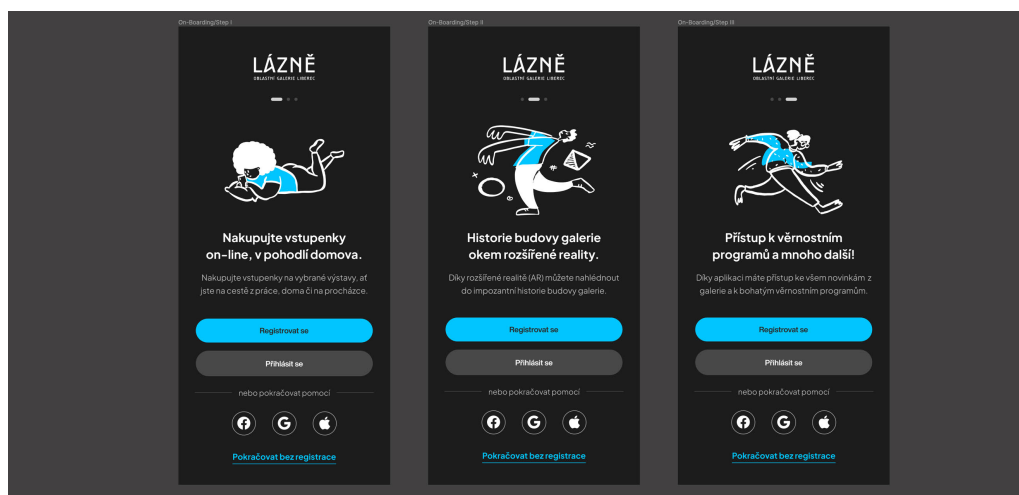 On-Boarding/Step I
LÁZNĚ
OBLASTNÍ GALERIE LIBEREC
Nakupujte vstupenky
on-line, v pohodlí domova.
Nakupujte vstupenky na vybrané výstavy, ať
jste na cestě z práce, doma či na procházce.
Registrovat se
Přihlásit se
nebo pokračovat pomocí
Pokračovat bez registrace
On-Boarding/Step II
LÁZNĚ
OBLASTNÍ GALERIE LIBEREC
Historie budovy galerie
okem rozšířené reality.
Díky rozšířené realitě (AR) můžete nahlédnout
do impozantní historie budovy galerie.
Registrovat se
Přihlásit se
nebo pokračovat pomocí
Pokračovat bez registrace
On-Boarding/Step III
LÁZNĚ
OBLASTNÍ GALERIE LIBEREC
Přístup k věrnostním
programů a mnoho další!
Díky aplikaci máte přístup ke všem novinkám z
galerie a k bohatým věrnostním programům.
Registrovat se
Přihlásit se
nebo pokračovat pomocí
Pokračovat bez registrace